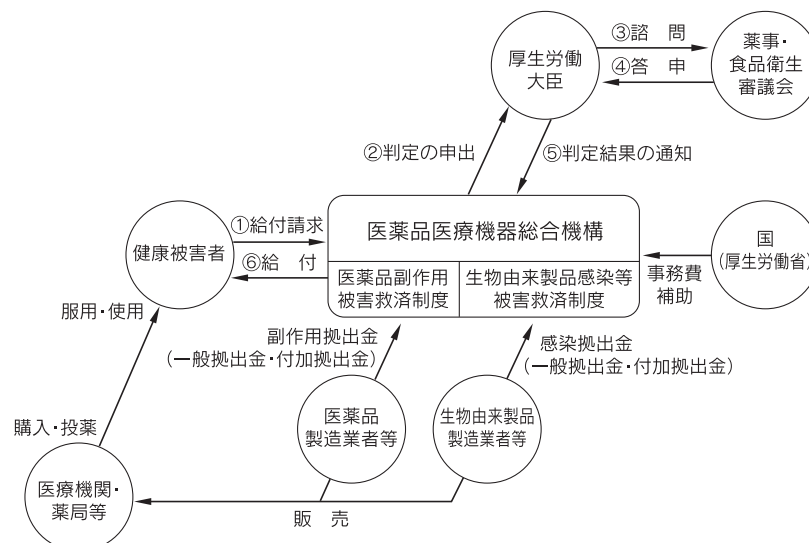 ③諮　問
④答　申
厚生労働
大臣
薬事・
食品衛生
審議会
②判定の申出
⑤判定結果の通知
①給付請求
⑥給　付
健康被害者
医薬品医療機器総合機構
医薬品副作用
被害救済制度
生物由来製品感染等
被害救済制度
国
(厚生労働省)
事務費
補助
服用・使用
副作用拠出金
(一般拠出金・付加拠出金)
感染拠出金
(一般拠出金・付加拠出金)
購入・投薬
医薬品
製造業者等
生物由来製品
製造業者等
医療機関・
薬局等
販　売